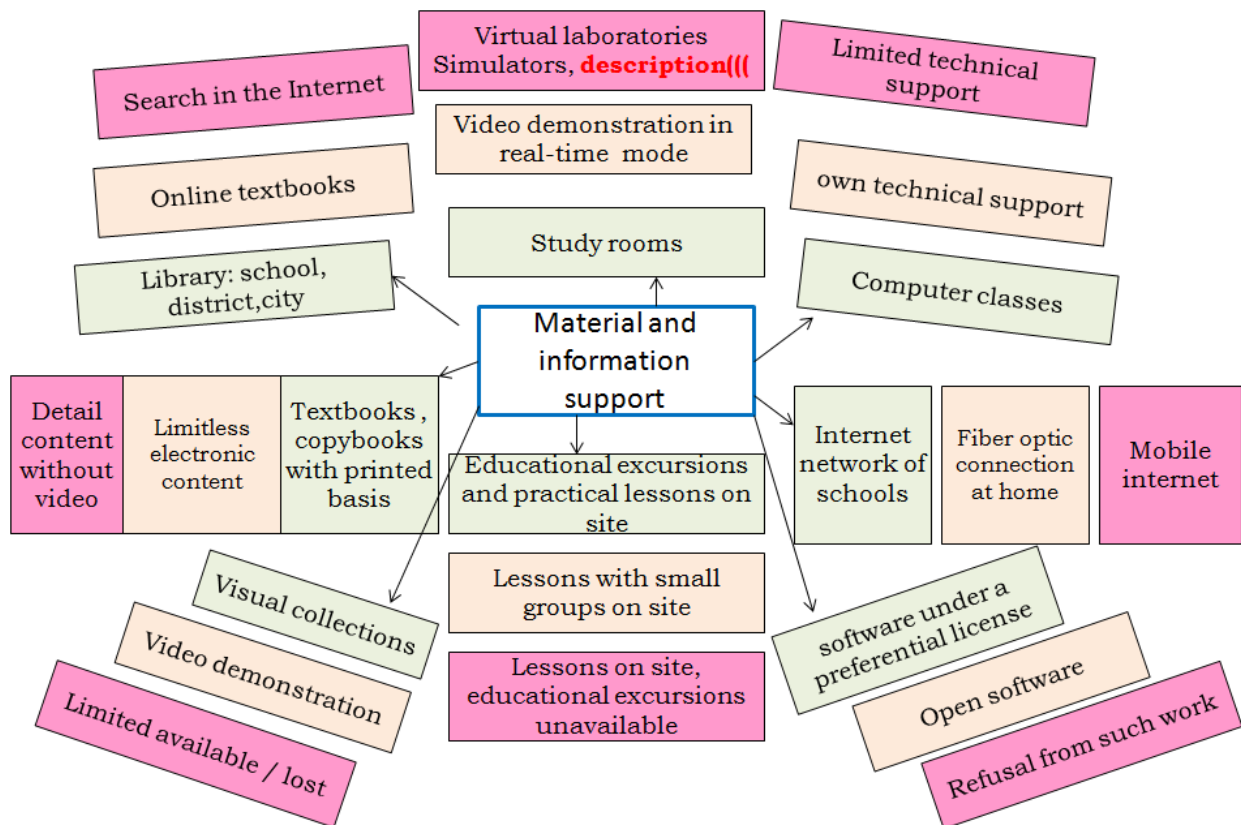 Virtual laboratories
Simulators, description(((
Limited technical
support
Search in the Internet
Video demonstration in
real-time mode
Online textbooks
own technical support
Study rooms
Library: school,
district,city
Computer classes
Material and
information
support
Detail
content
without
video
Limitless
electronic
content
Textbooks ,
copybooks
with printed
basis
Internet
network of
schools
Fiber optic
connection
at home
Mobile
internet
Educational excursions
and practical lessons on
site
Visual collections
Video demonstration
Limited available / lost
Lessons with small
groups on site
Lessons on site,
educational excursions
unavailable
software under a
preferential license
Open software
Refusal from such work